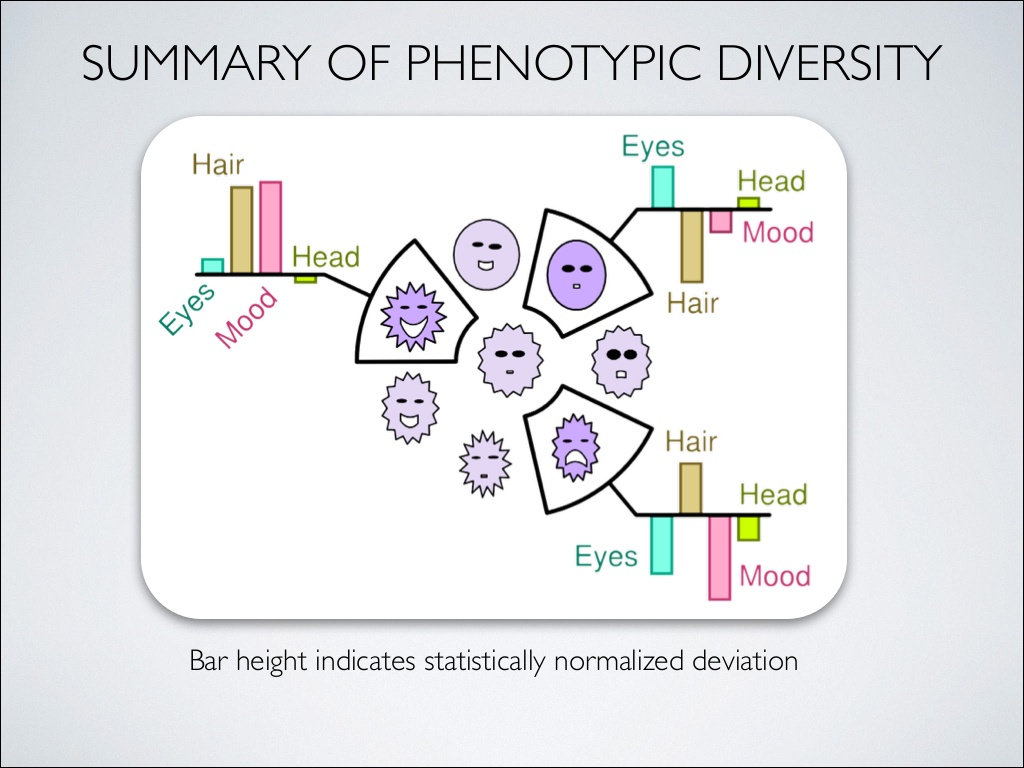 SUMMARY OF PHENOTYPIC DIVERSITY
Hair
Head
Eyes
Mood
Eyes
Head
Mood
Hair
Hair
Head
Eyes
Mood
Bar height indicates statistically normalized deviation